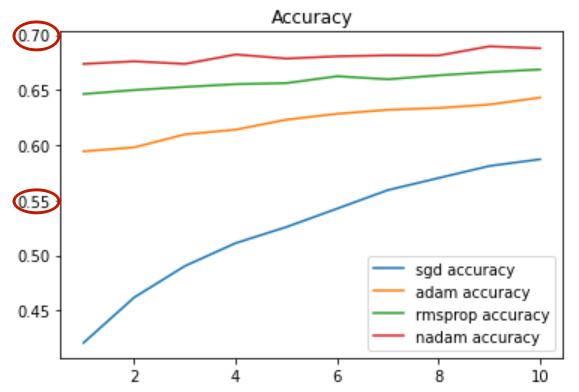 Accuracy
0.70
0.65
0.60
0.55
0.50
0.45
sgd accuracy
adam accuracy
rmsprop accuracy
nadam accuracy
2 4 6 8 10